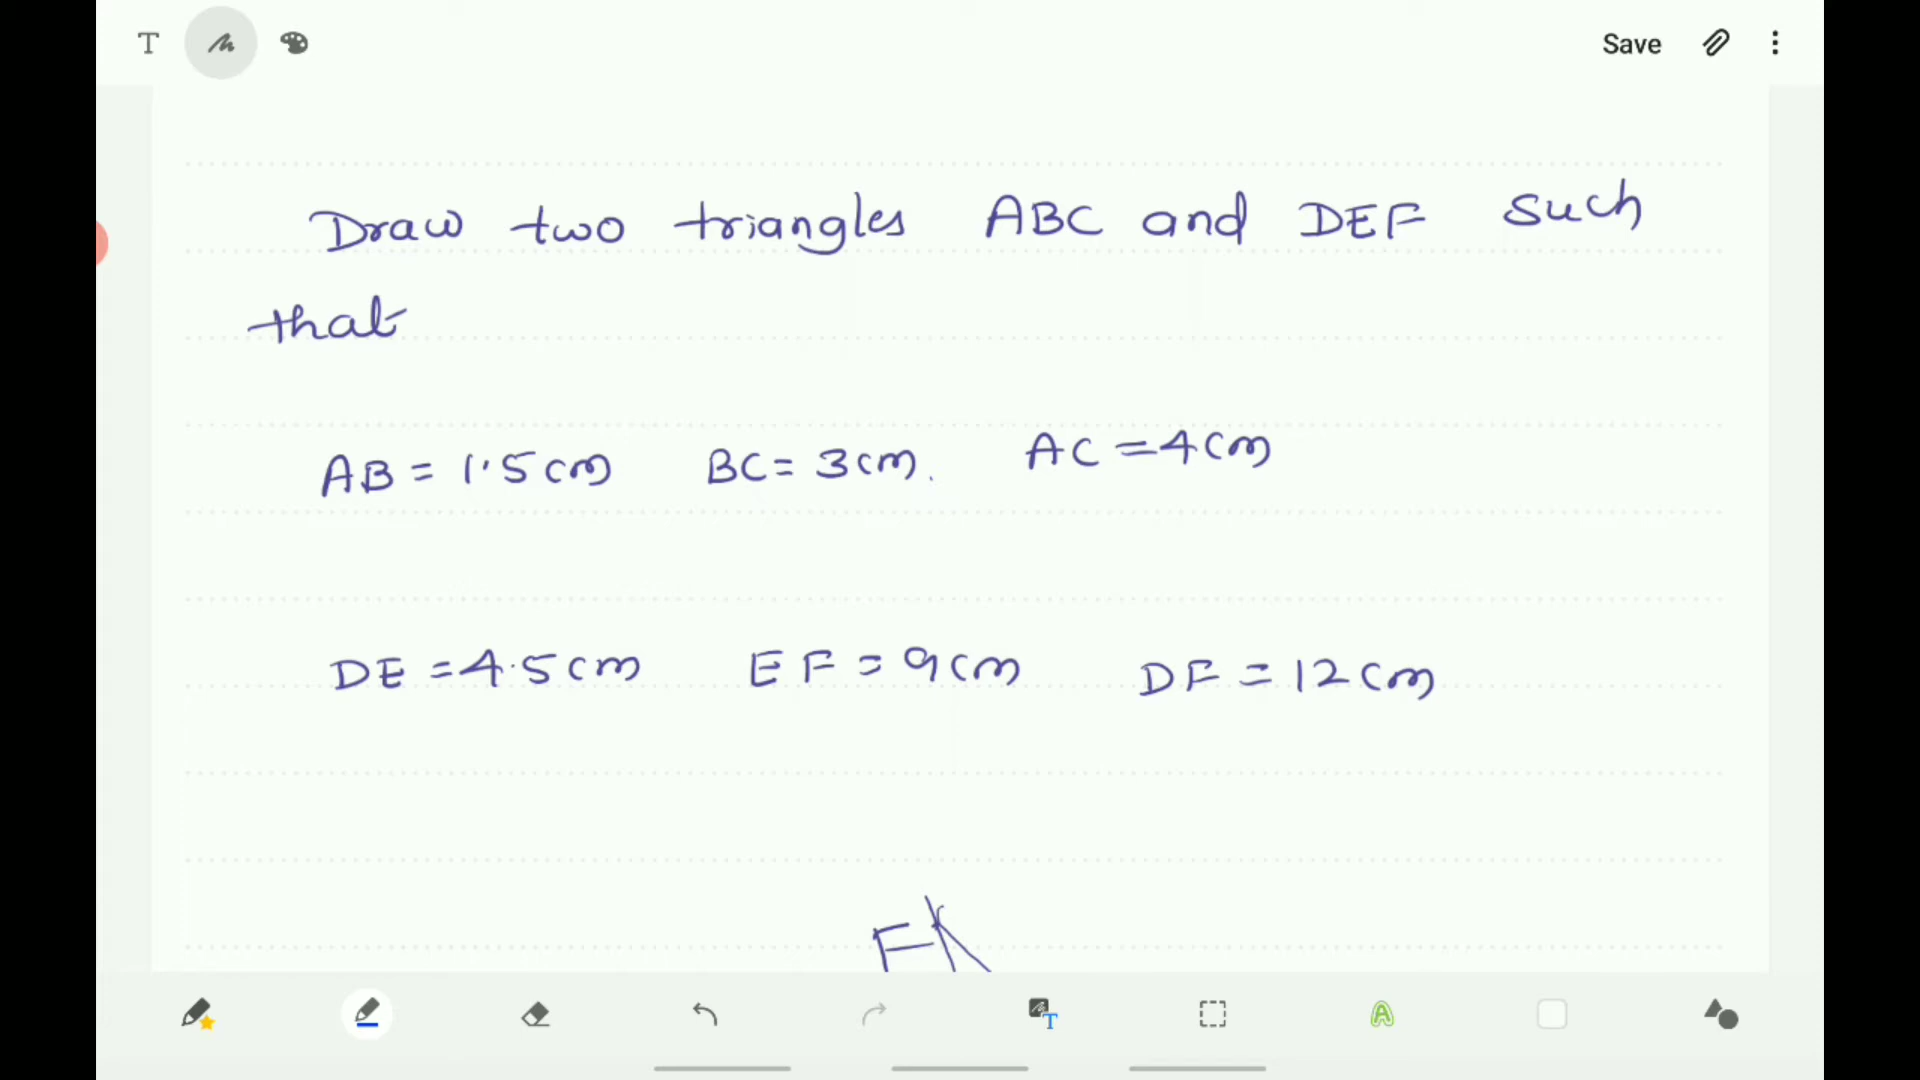 T Save
Draw two triangles ABC and DEF such
that
AB = 1.5cm BC = 3cm. AC = 4cm
DE = 4.5cm EF = 9cm DF = 12cm
F
T A